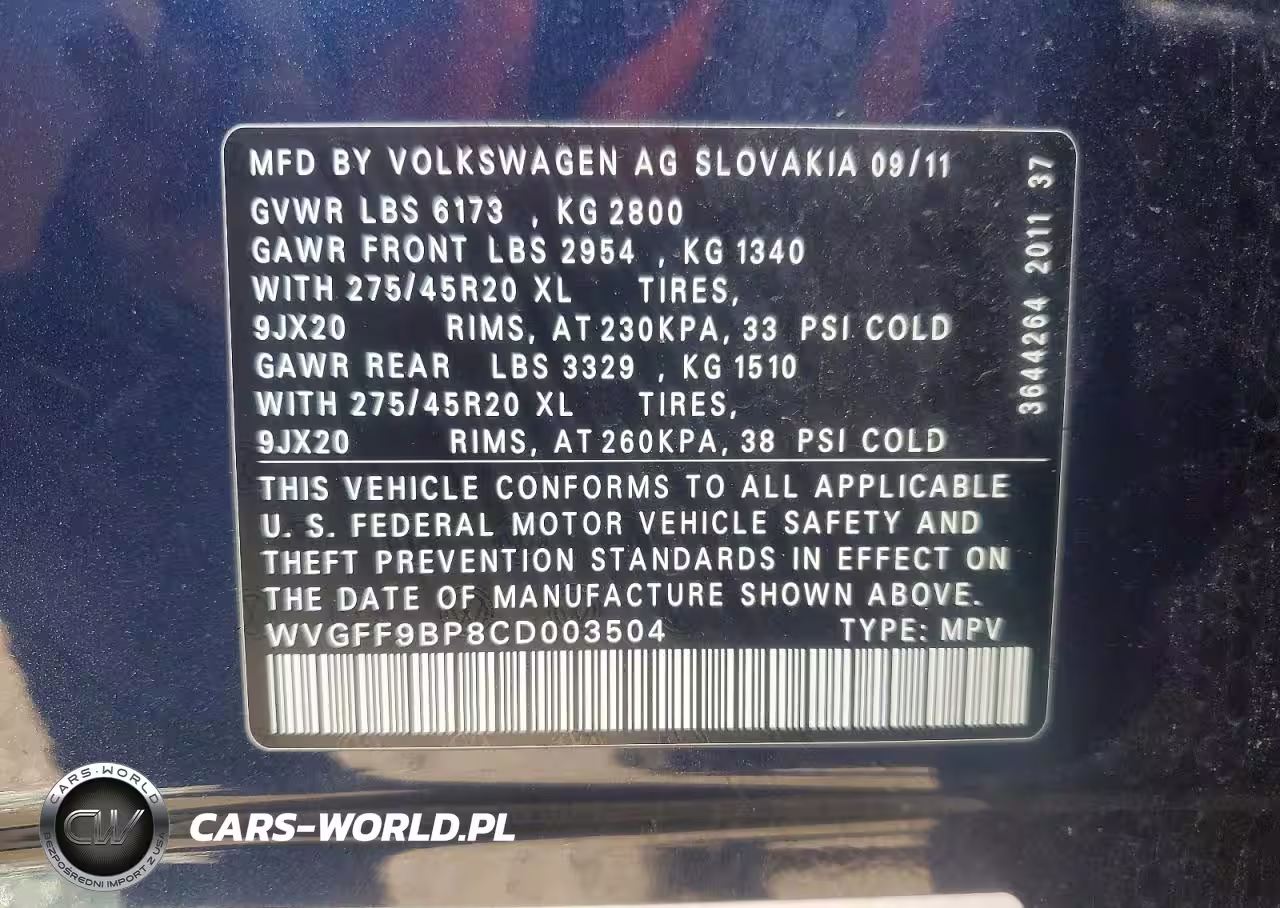 MFD BY VOLKSWAGEN AG SLOVAKIA 09/11
GVWR LBS 6173 , KG 2800
GAWR FRONT LBS 2954 , KG 1340
WITH 275/45R20 XL TIRES,
9JX20 RIMS, AT 230KPA, 33 PSI COLD
GAWR REAR LBS 3329 , KG 1510
WITH 275/45R20 XL TIRES,
9JX20 RIMS, AT 260KPA, 38 PSI COLD
THIS VEHICLE CONFORMS TO ALL APPLICABLE
U. S. FEDERAL MOTOR VEHICLE SAFETY AND
THEFT PREVENTION STANDARDS IN EFFECT ON
THE DATE OF MANUFACTURE SHOWN ABOVE.
WVGFF9BP8CD003504 TYPE: MPV
3644264 2011 37
CARS-WORLD
CW
BEZPOŚREDNI IMPORT Z USA
CARS-WORLD.PL